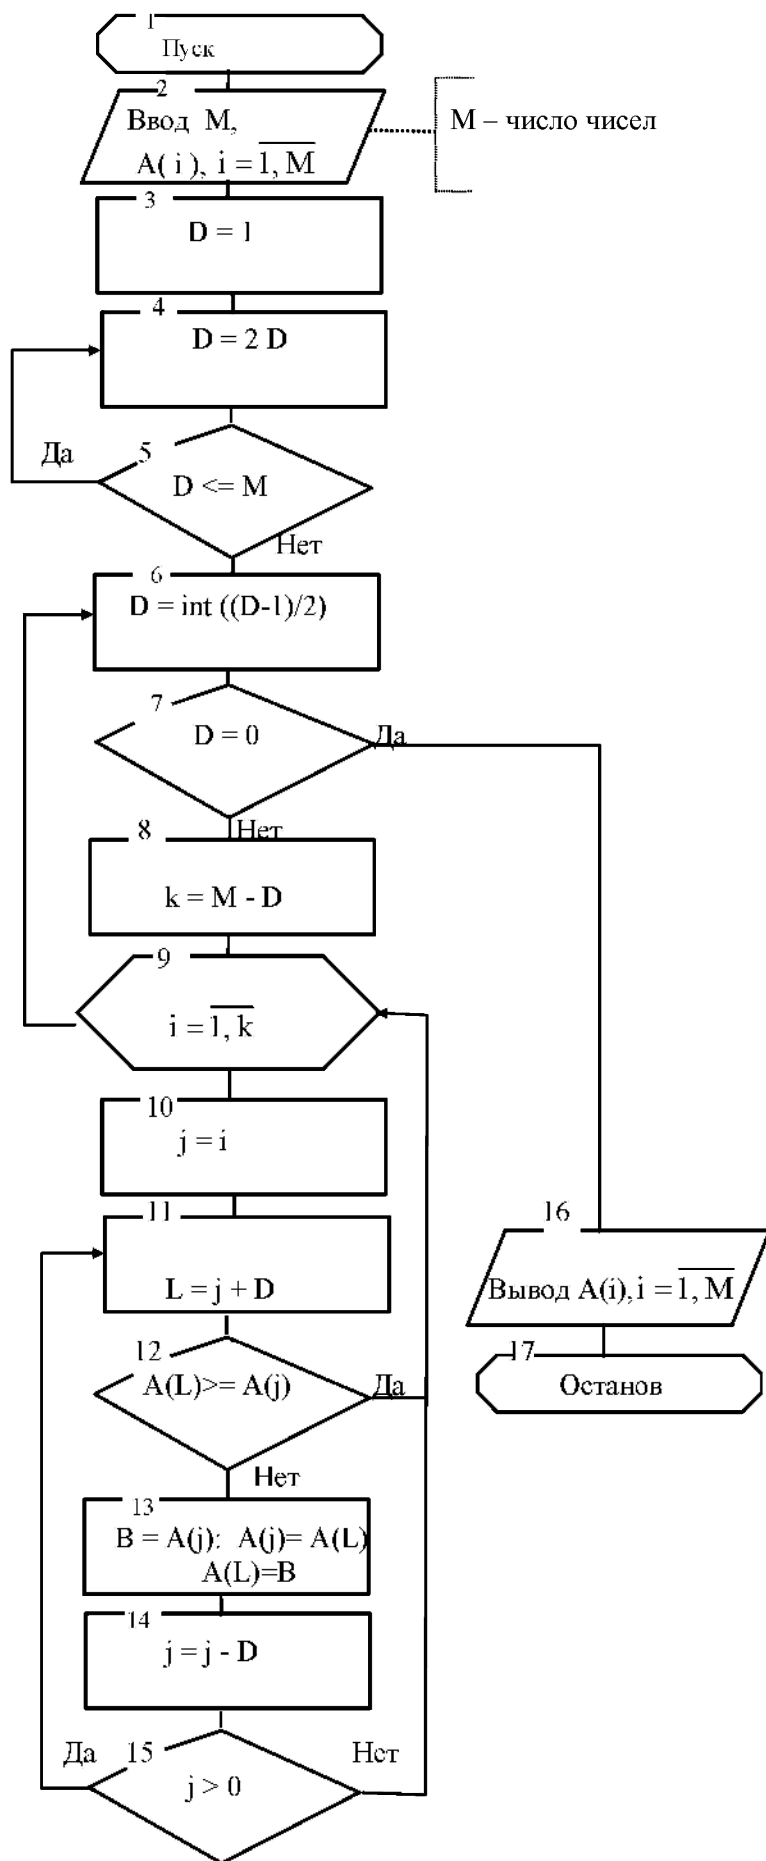 1
Пуск
2
Ввод M,
A( i ), i = 1, M
M – число чисел
3
D = 1
4
D = 2 D
Да
5
D <= M
Нет
6
D = int ((D-1)/2)
7
D = 0
Да
8
Нет
k = M - D
9
i = 1, k
10
j = i
11
L = j + D
12
A(L)>= A(j)
Да
Нет
13
B = A(j): A(j)= A(L)
A(L)=B
14
j = j - D
Да
15
Нет
j > 0
16
Вывод A(i), i = 1, M
17
Останов